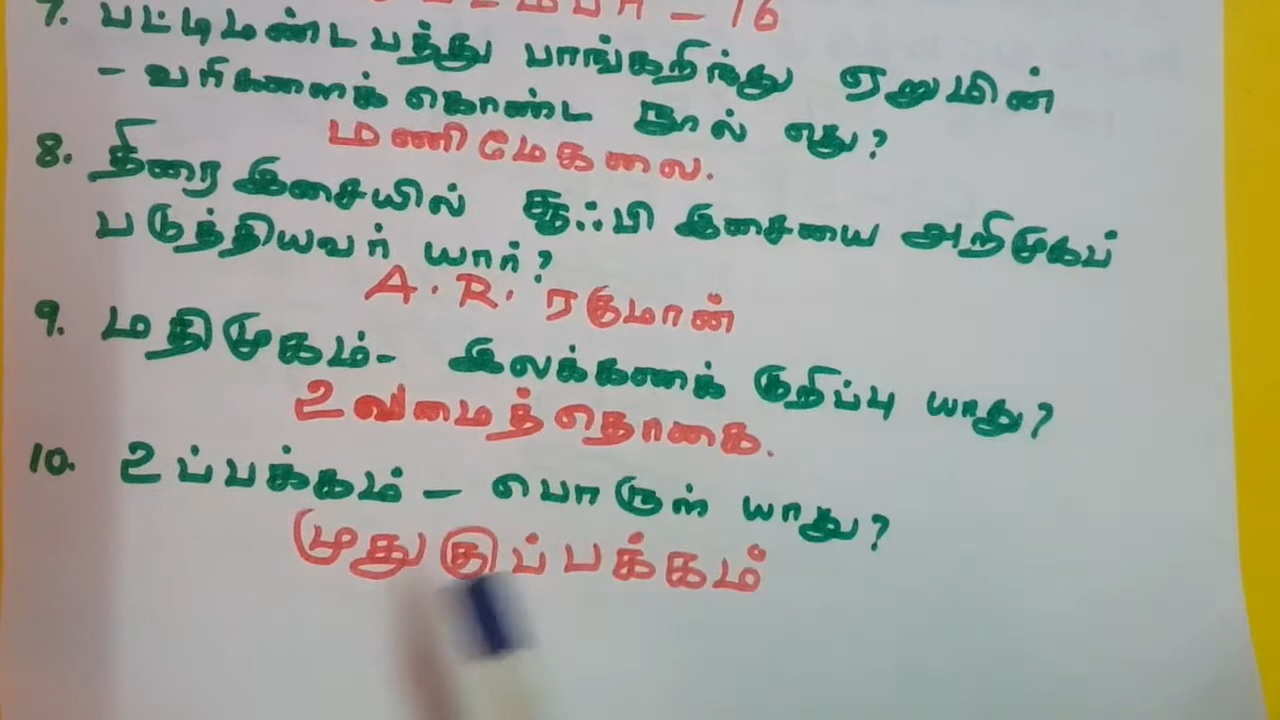 – 16
7. பட்டிமண்டபத்து பாங்கறிந்து ஏறுமின்
– வரிகளைக் கொண்ட நூல் எது?
மணிமேகலை.
8. திரை இசையில் சூஃபி இசையை அறிமுகப்
படுத்தியவர் யார்?
A. R. ரகுமான்
9. மதிமுகம்- இலக்கணக் குறிப்பு யாது?
உவமைத்தொகை.
10. உப்பக்கம் – பொருள் யாது?
முதுகுப்பக்கம்